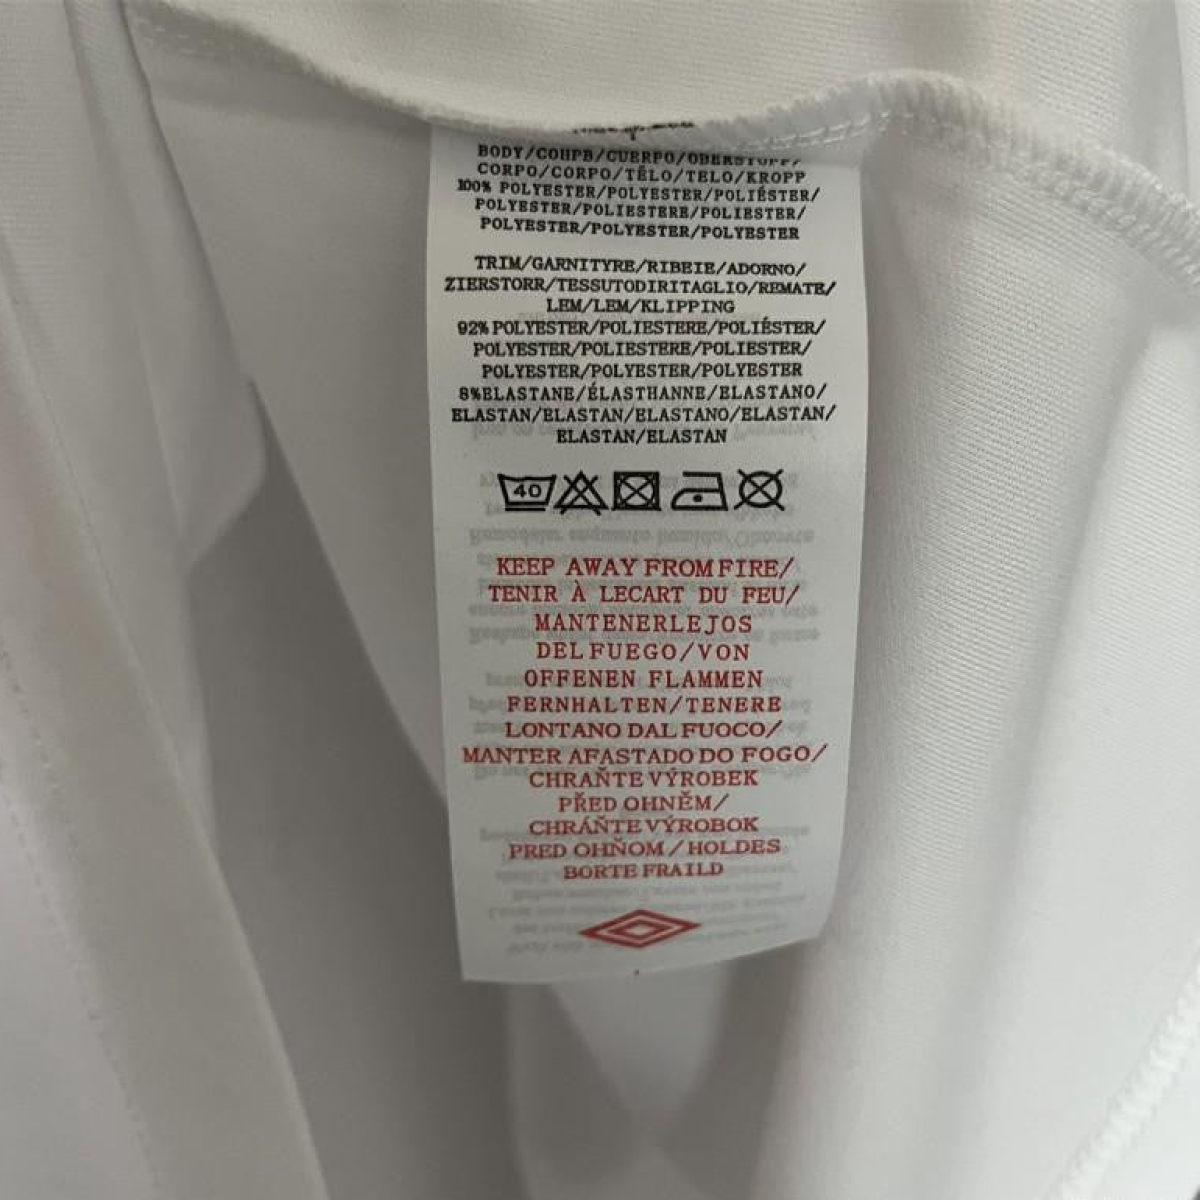 BODY/COHPB/CUERPO/OBERSTOPP/
CORPO/CORPO/TĚLO/TELO/KROPP
100% POLYESTER/POLYESTER/POLIÉSTER/
POLYESTER/POLIESTERE/POLIESTER/
POLYESTER/POLYESTER/POLYESTER
TRIM/GARNITYRE/RIBEIE/ADORNO/
ZIERSTORR/TESSUTODIRITAGLIO/REMATE/
LEM/LEM/KLIPPING
92% POLYESTER/POLIESTERE/POLIÉSTER/
POLYESTER/POLIESTERE/POLIESTER/
POLYESTER/POLYESTER/POLYESTER
8%ELASTANE/ÉLASTHANNE/ELASTANO/
ELASTAN/ELASTAN/ELASTANO/ELASTAN/
ELASTAN/ELASTAN
40
KEEP AWAY FROM FIRE/
TENIR À LECART DU FEU/
MANTENERLEJOS
DEL FUEGO/VON
OFFENEN FLAMMEN
FERNHALTEN/TENERE
LONTANO DAL FUOCO/
MANTER AFASTADO DO FOGO/
CHRAŇTE VÝROBEK
PŘED OHNĚM/
CHRÁŇTE VÝROBOK
PRED OHŇOM/HOLDES
BORTE FRAILD